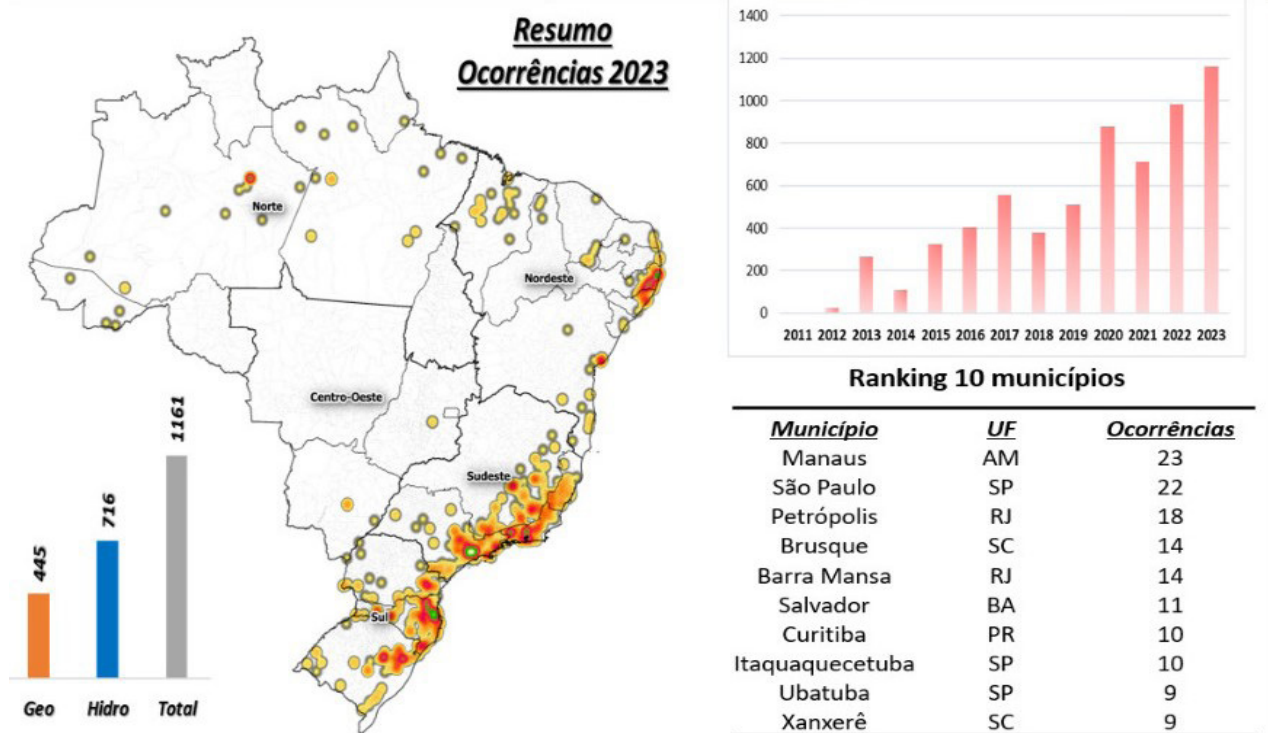 Resumo
Ocorrências 2023
Norte
Nordeste
Centro-Oeste
Sudeste
Sul
445
716
1161
Geo Hidro Total
1400
1200
1000
800
600
400
200
0
2011 2012 2013 2014 2015 2016 2017 2018 2019 2020 2021 2022 2023
Ranking 10 municípios
Município UF Ocorrências
Manaus AM 23
São Paulo SP 22
Petrópolis RJ 18
Brusque SC 14
Barra Mansa RJ 14
Salvador BA 11
Curitiba PR 10
Itaquaquecetuba SP 10
Ubatuba SP 9
Xanxerê SC 9